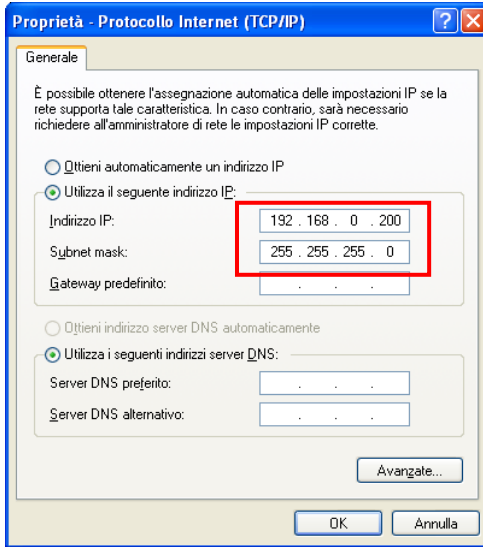 Proprietà - Protocollo Internet (TCP/IP)
Generale
È possibile ottenere l'assegnazione automatica delle impostazioni IP se la
rete supporta tale caratteristica. In caso contrario, sarà necessario
richiedere all'amministratore di rete le impostazioni IP corrette.
Ottieni automaticamente un indirizzo IP
Utilizza il seguente indirizzo IP:
Indirizzo IP: 192 . 168 . 0 . 200
Subnet mask: 255 . 255 . 255 . 0
Gateway predefinito: . . .
Ottieni indirizzo server DNS automaticamente
Utilizza i seguenti indirizzi server DNS:
Server DNS preferito: . . .
Server DNS alternativo: . . .
Avanzate...
OK Annulla